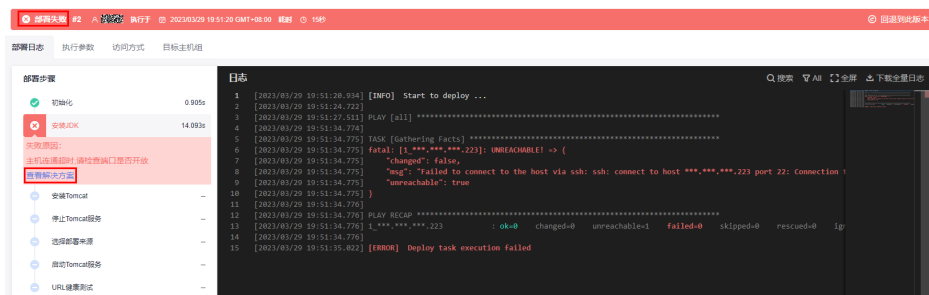 部署失败 #2 执行于 2023/03/29 19:51:20 GMT+08:00 耗时 15秒 回退到此版本
部署日志 执行参数 访问方式 目标主机组
部署步骤
初始化 0.905s
安装JDK 14.093s
失败原因:
主机连通超时,请检查端口是否开放
查看解决方案
安装Tomcat --
停止Tomcat服务 --
选择部署来源 --
启动Tomcat服务 --
URL健康测试 --
日志 搜索 All 全屏 下载全量日志
1 [2023/03/29 19:51:20.934] [INFO] Start to deploy ...
2 [2023/03/29 19:51:24.722]
3 [2023/03/29 19:51:27.511] PLAY [all] ****************************************************************
4 [2023/03/29 19:51:34.774]
5 [2023/03/29 19:51:34.775] TASK [Gathering Facts] *****************************************************
6 [2023/03/29 19:51:34.775] fatal: [1_***.***.***.223]: UNREACHABLE! => {
7 [2023/03/29 19:51:34.775] "changed": false,
8 [2023/03/29 19:51:34.775] "msg": "Failed to connect to the host via ssh: ssh: connect to host ***.***.***.223 port 22: Connection
9 [2023/03/29 19:51:34.775] "unreachable": true
10 [2023/03/29 19:51:34.775] }
11 [2023/03/29 19:51:34.776]
12 [2023/03/29 19:51:34.776] PLAY RECAP ****************************************************************
13 [2023/03/29 19:51:34.776] 1_***.***.***.223 : ok=0 changed=0 unreachable=1 failed=0 skipped=0 rescued=0
14 [2023/03/29 19:51:34.776]
15 [2023/03/29 19:51:35.022] [ERROR] Deploy task execution failed